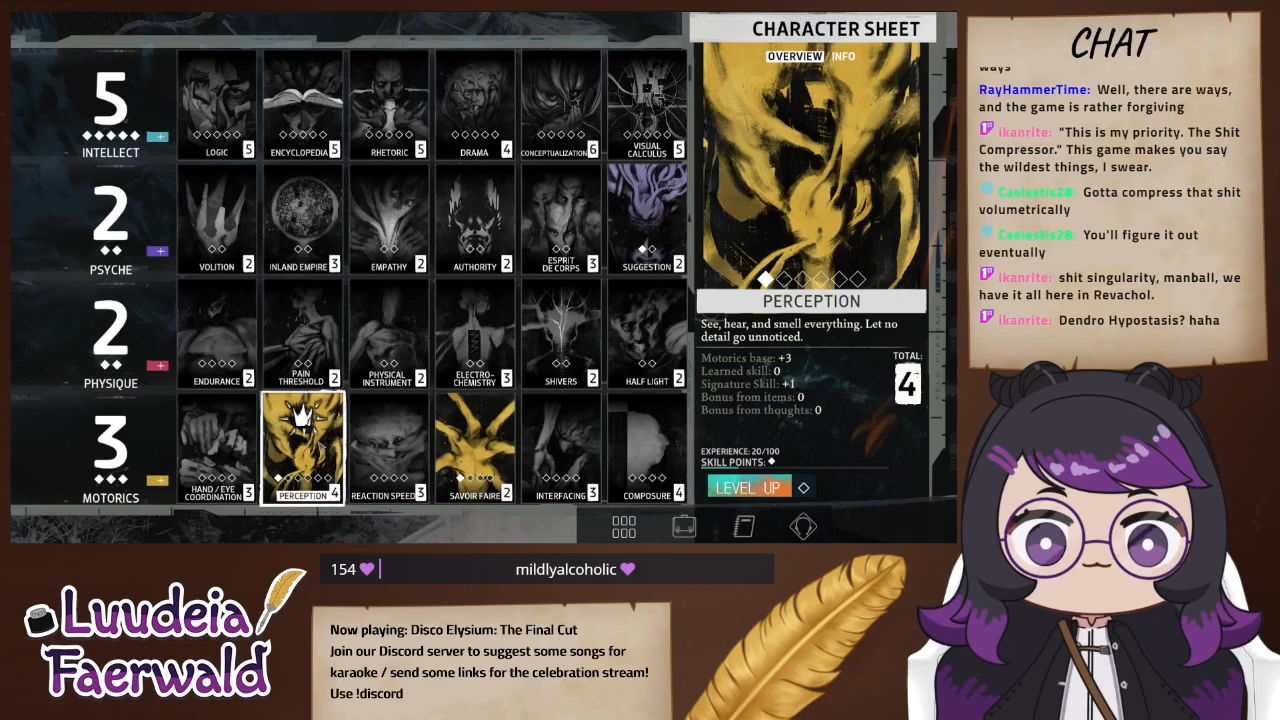 CHARACTER SHEET
OVERVIEW INFO
5
INTELLECT
LOGIC 5
ENCYCLOPEDIA 5
RHETORIC 5
DRAMA 4
CONCEPTUALIZATION 6
VISUAL
CALCULUS 5
2
PSYCHE
VOLITION 2
INLAND EMPIRE 3
EMPATHY 2
AUTHORITY 2
ESPRIT
DE CORPS 3
SUGGESTION 2
2
PHYSIQUE
ENDURANCE 2
PAIN
THRESHOLD 2
PHYSICAL
INSTRUMENT 2
ELECTRO-
CHEMISTRY 3
SHIVERS 2
HALF LIGHT 2
3
MOTORICS
HAND / EYE
COORDINATION 3
PERCEPTION 4
REACTION SPEED 3
SAVOIR FAIRE 2
INTERFACING 3
COMPOSURE 4
PERCEPTION
See, hear, and smell everything. Let no
detail go unnoticed.
Motorics base: +3
Learned skill: 0
Signature Skill: +1
Bonus from items: 0
Bonus from thoughts: 0
TOTAL:
4
EXPERIENCE: 20/100
SKILL POINTS:
LEVEL UP
CHAT
ways
RayHammerTime: Well, there are ways,
and the game is rather forgiving
ikanrite: "This is my priority. The Shit
Compressor." This game makes you say
the wildest things, I swear.
Caelestis28: Gotta compress that shit
volumetrically
Caelestis28: You'll figure it out
eventually
ikanrite: shit singularity, manball, we
have it all here in Revachol.
ikanrite: Dendro Hypostasis? haha
154 mildlyalcoholic
Luudeia
Faerwald
Now playing: Disco Elysium: The Final Cut
Join our Discord server to suggest some songs for
karaoke / send some links for the celebration stream!
Use !discord